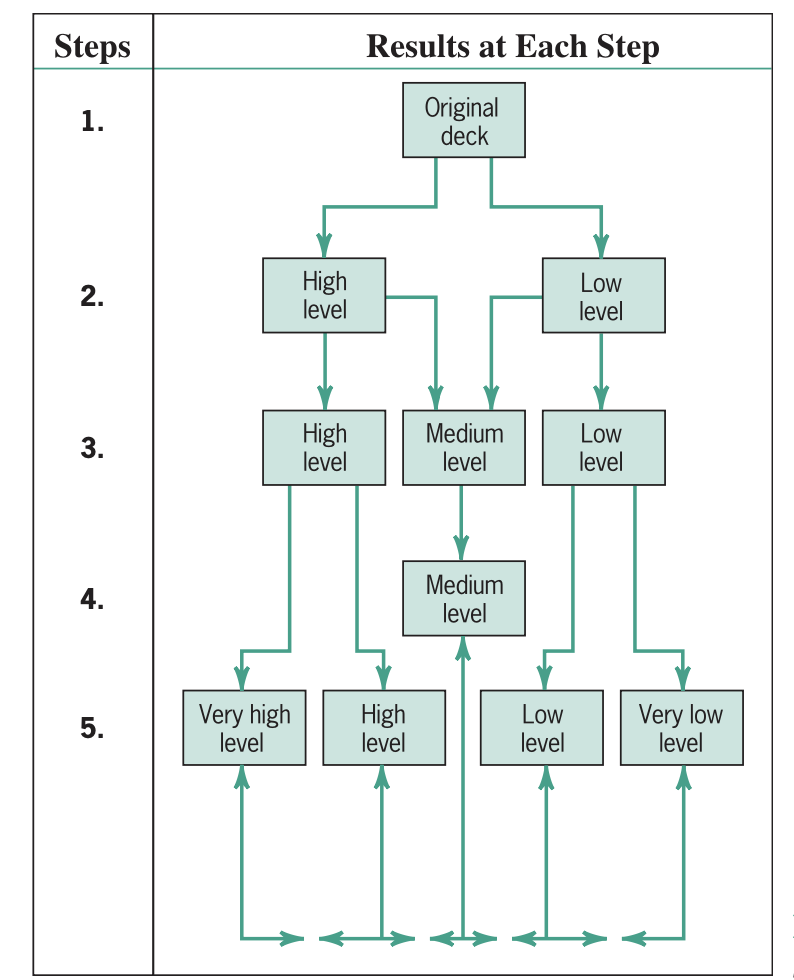 Steps
Results at Each Step
1.
Original
deck
2.
High
level
Low
level
3.
High
level
Medium
level
Low
level
4.
Medium
level
5.
Very high
level
High
level
Low
level
Very low
level